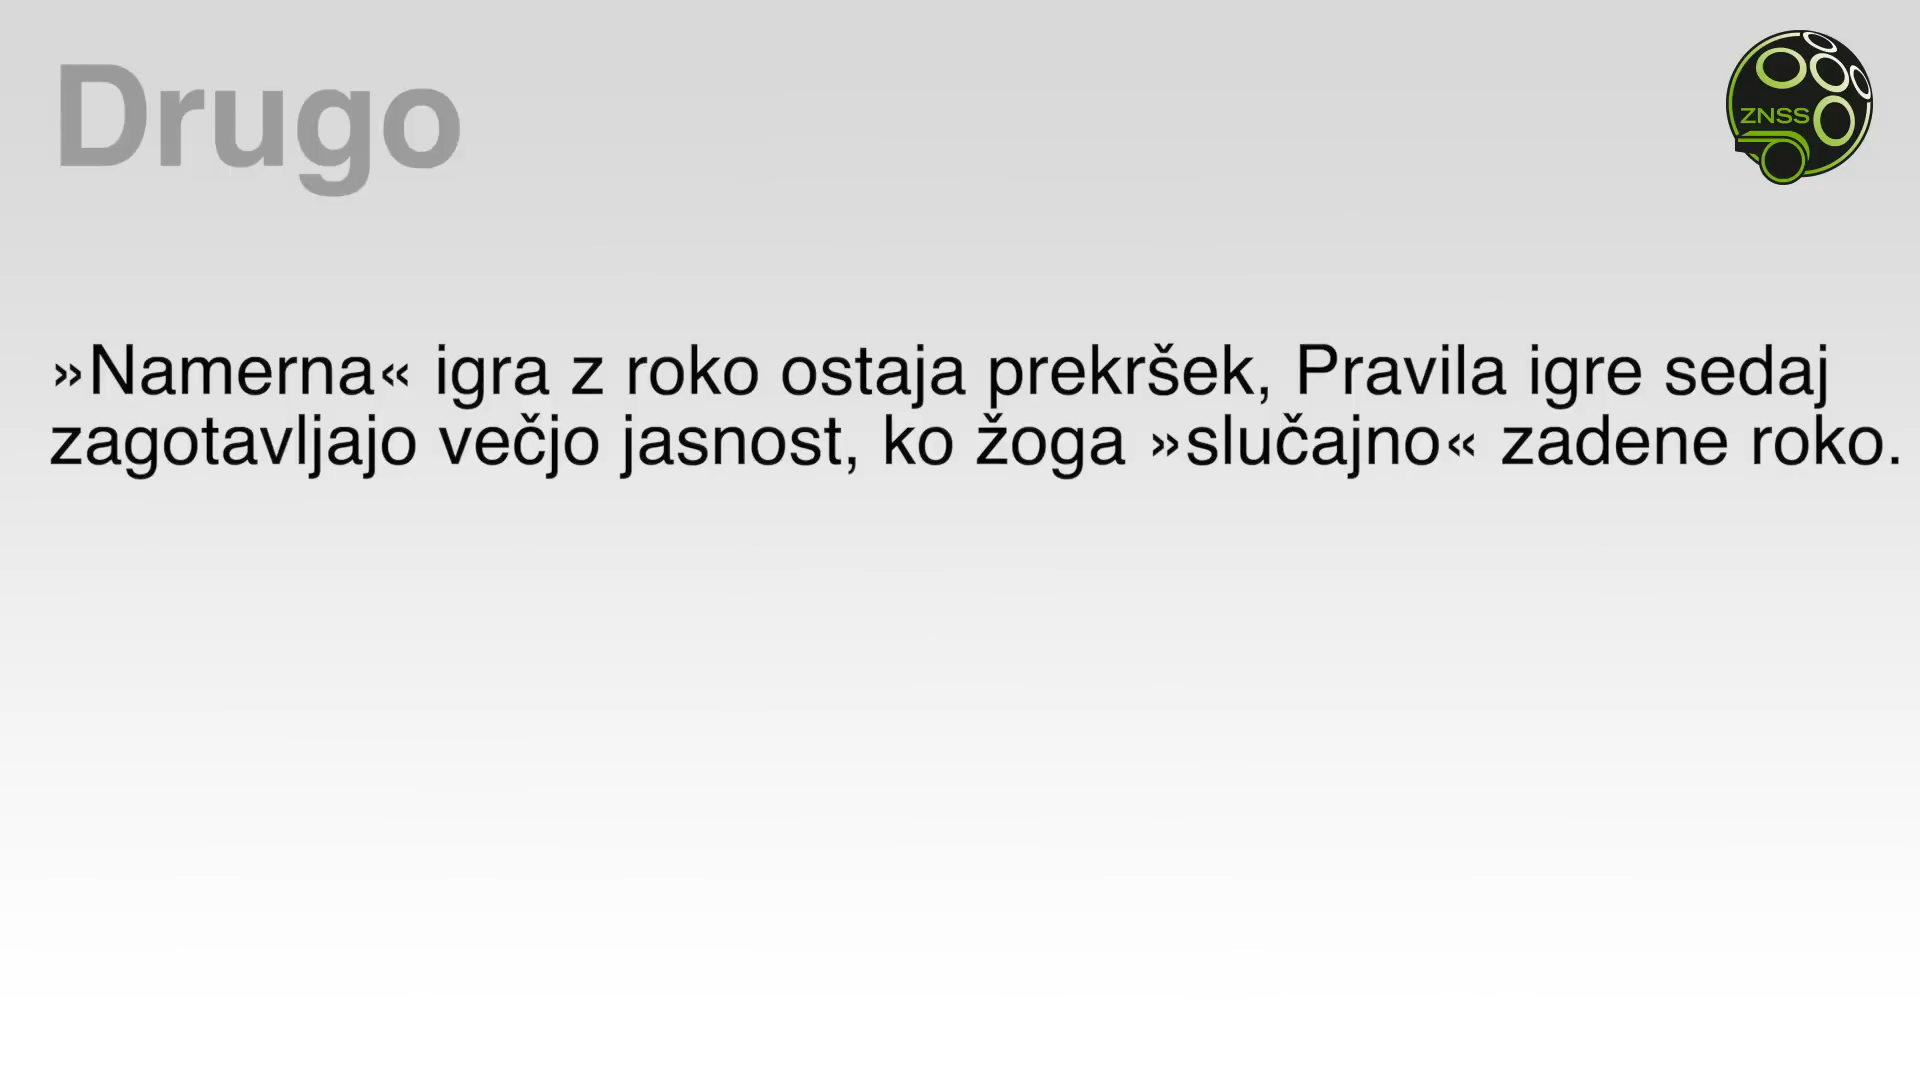 Drugo
ZNSS
»Namerna« igra z roko ostaja prekršek, Pravila igre sedaj
zagotavljajo večjo jasnost, ko žoga »slučajno« zadene roko.